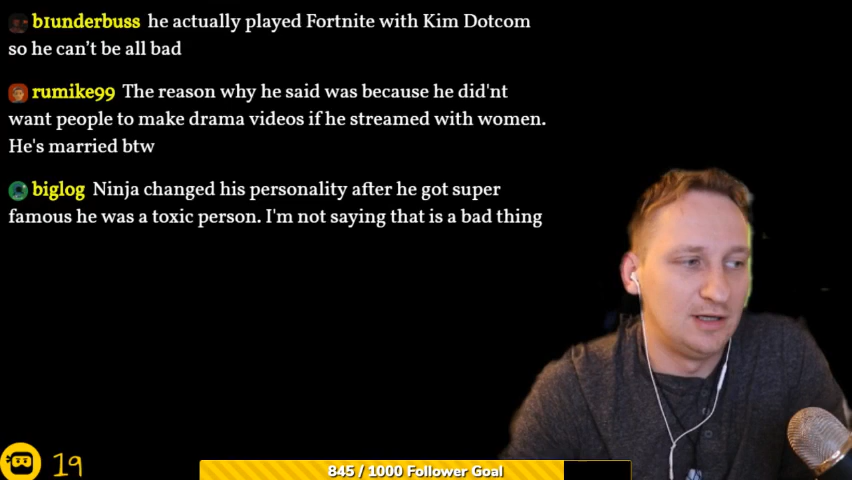 b1underbuss he actually played Fortnite with Kim Dotcom
so he can't be all bad
rumike99 The reason why he said was because he did'nt
want people to make drama videos if he streamed with women.
He's married btw
biglog Ninja changed his personality after he got super
famous he was a toxic person. I'm not saying that is a bad thing
19
845 / 1000 Follower Goal